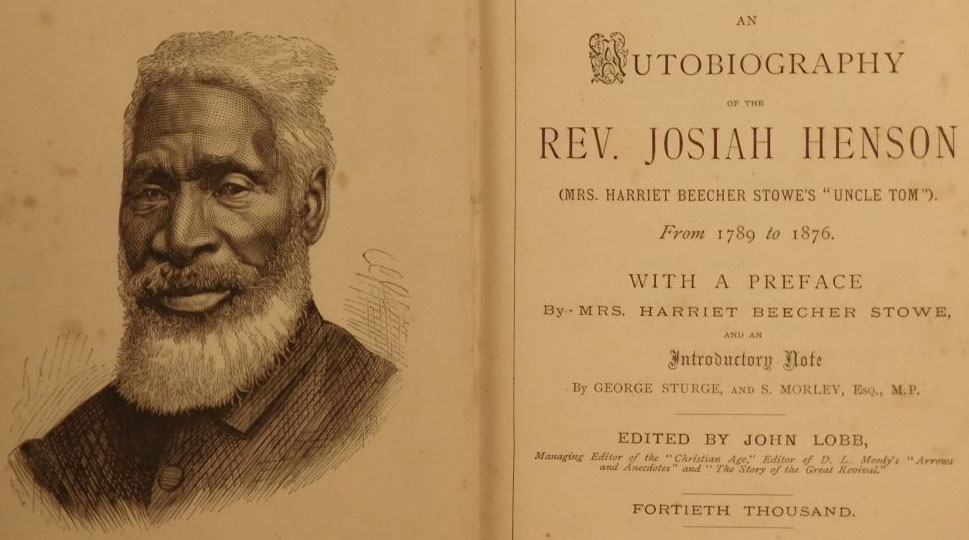 AN
AUTOBIOGRAPHY
OF THE
REV. JOSIAH HENSON
(MRS. HARRIET BEECHER STOWE'S "UNCLE TOM").
From 1789 to 1876.
WITH A PREFACE
By MRS. HARRIET BEECHER STOWE,
AND AN
Introductory Note
By GEORGE STURGE, AND S. MORLEY, Esq., M.P.
EDITED BY JOHN LOBB,
Managing Editor of the "Christian Age," Editor of D. L. Moody's "Arrows
and Anecdotes" and "The Story of the Great Revival."
FORTIETH THOUSAND.